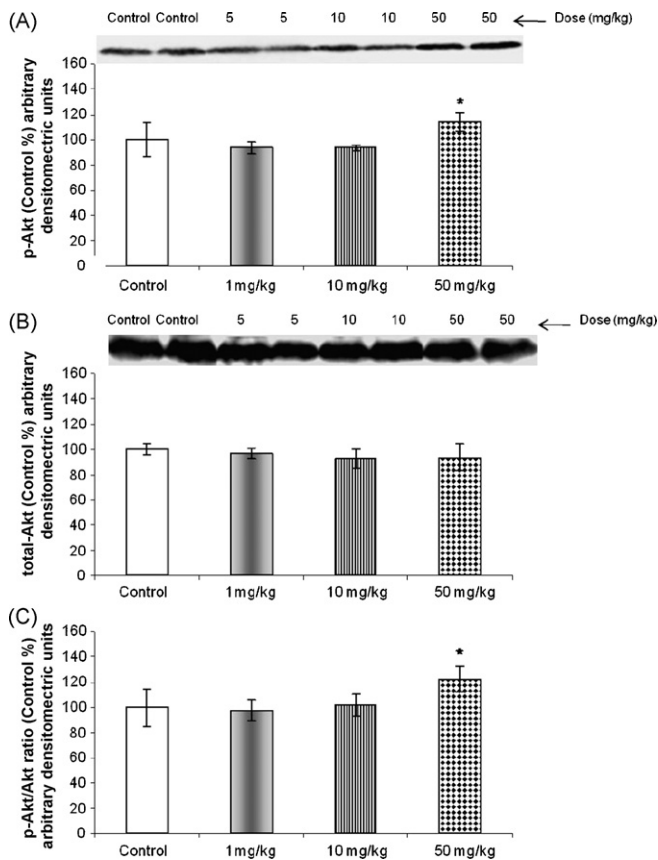 (A)
Control Control 5 5 10 10 50 50 ← Dose (mg/kg)
p-Akt (Control %) arbitrary
densitomectric units
160
140
120
100
80
60
40
20
0
*
Control 1mg/kg 10 mg/kg 50 mg/kg
(B)
Control Control 5 5 10 10 50 50 ← Dose (mg/kg)
total-Akt (Control %) arbitrary
densitomectric units
160
140
120
100
80
60
40
20
0
Control 1mg/kg 10 mg/kg 50 mg/kg
(C)
p-Akt/Akt ratio (Control %)
arbitrary densitomectric units
160
140
120
100
80
60
40
20
0
*
Control 1mg/kg 10 mg/kg 50 mg/kg